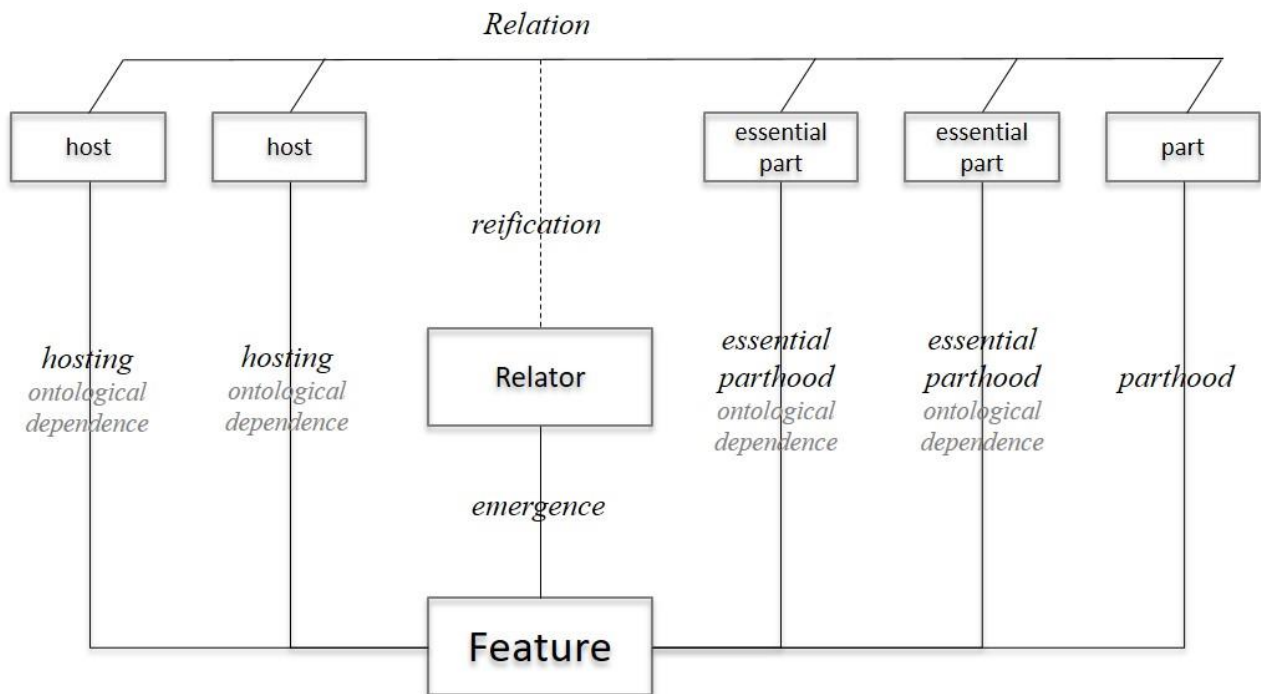 Relation
host
host
essential
part
essential
part
part
reification
hosting
ontological
dependence
hosting
ontological
dependence
Relator
essential
parthood
ontological
dependence
essential
parthood
ontological
dependence
parthood
emergence
Feature